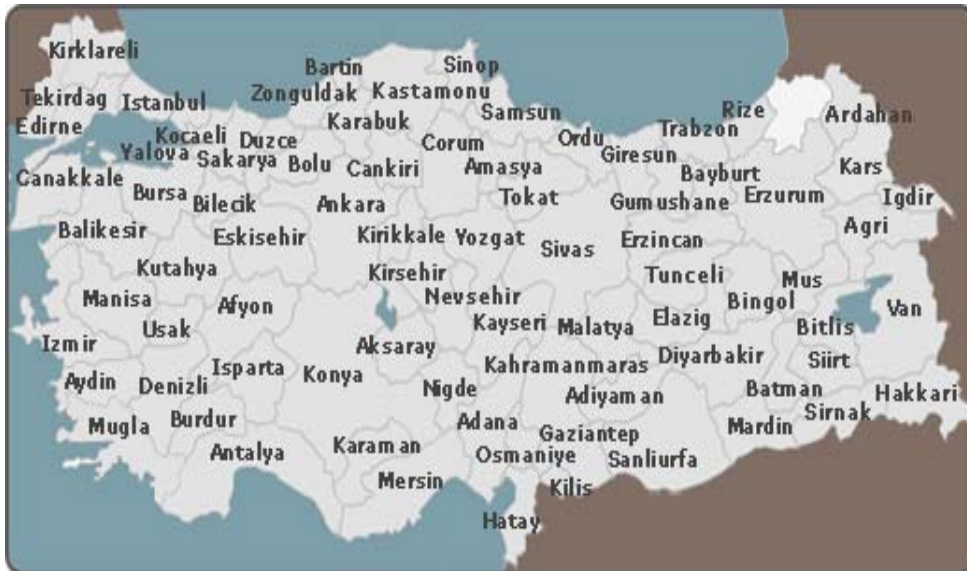 Kirklareli
Bartin
Sinop
Tekirdag
Istanbul
Zonguldak
Kastamonu
Samsun
Rize
Ardahan
Edirne
Kocaeli
Duzce
Karabuk
Corum
Ordu
Trabzon
Yalova
Sakarya
Bolu
Cankiri
Amasya
Giresun
Bayburt
Kars
Canakkale
Bursa
Bilecik
Ankara
Tokat
Gumushane
Erzurum
Igdir
Balikesir
Eskisehir
Kirikkale
Yozgat
Sivas
Erzincan
Agri
Kutahya
Kirsehir
Tunceli
Mus
Manisa
Afyon
Nevsehir
Bingol
Van
Usak
Kayseri
Malatya
Elazig
Bitlis
Izmir
Aksaray
Diyarbakir
Siirt
Aydin
Denizli
Isparta
Konya
Nigde
Kahramanmaras
Adiyaman
Batman
Hakkari
Mugla
Burdur
Adana
Gaziantep
Mardin
Sirnak
Antalya
Karaman
Osmaniye
Sanliurfa
Mersin
Kilis
Hatay